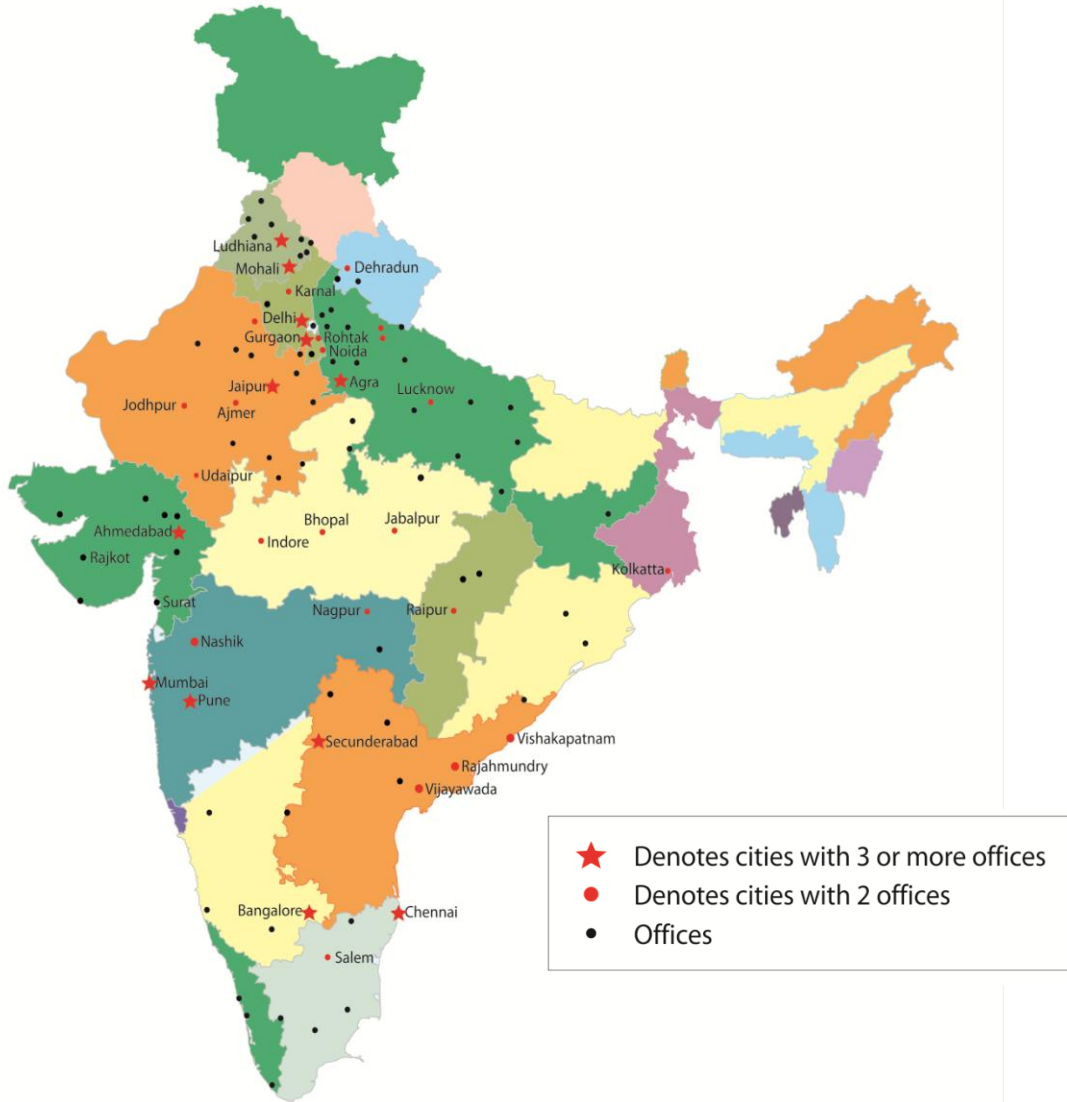 Ludhiana
Mohali
Dehradun
Karnal
Delhi
Gurgaon
Rohtak
Noida
Jaipur
Agra
Lucknow
Jodhpur
Ajmer
Udaipur
Ahmedabad
Bhopal
Jabalpur
Indore
Rajkot
Kolkatta
Surat
Nagpur
Raipur
Nashik
Mumbai
Pune
Secunderabad
Vishakapatnam
Rajahmundry
Vijayawada
Bangalore
Chennai
Salem
Denotes cities with 3 or more offices
Denotes cities with 2 offices
Offices